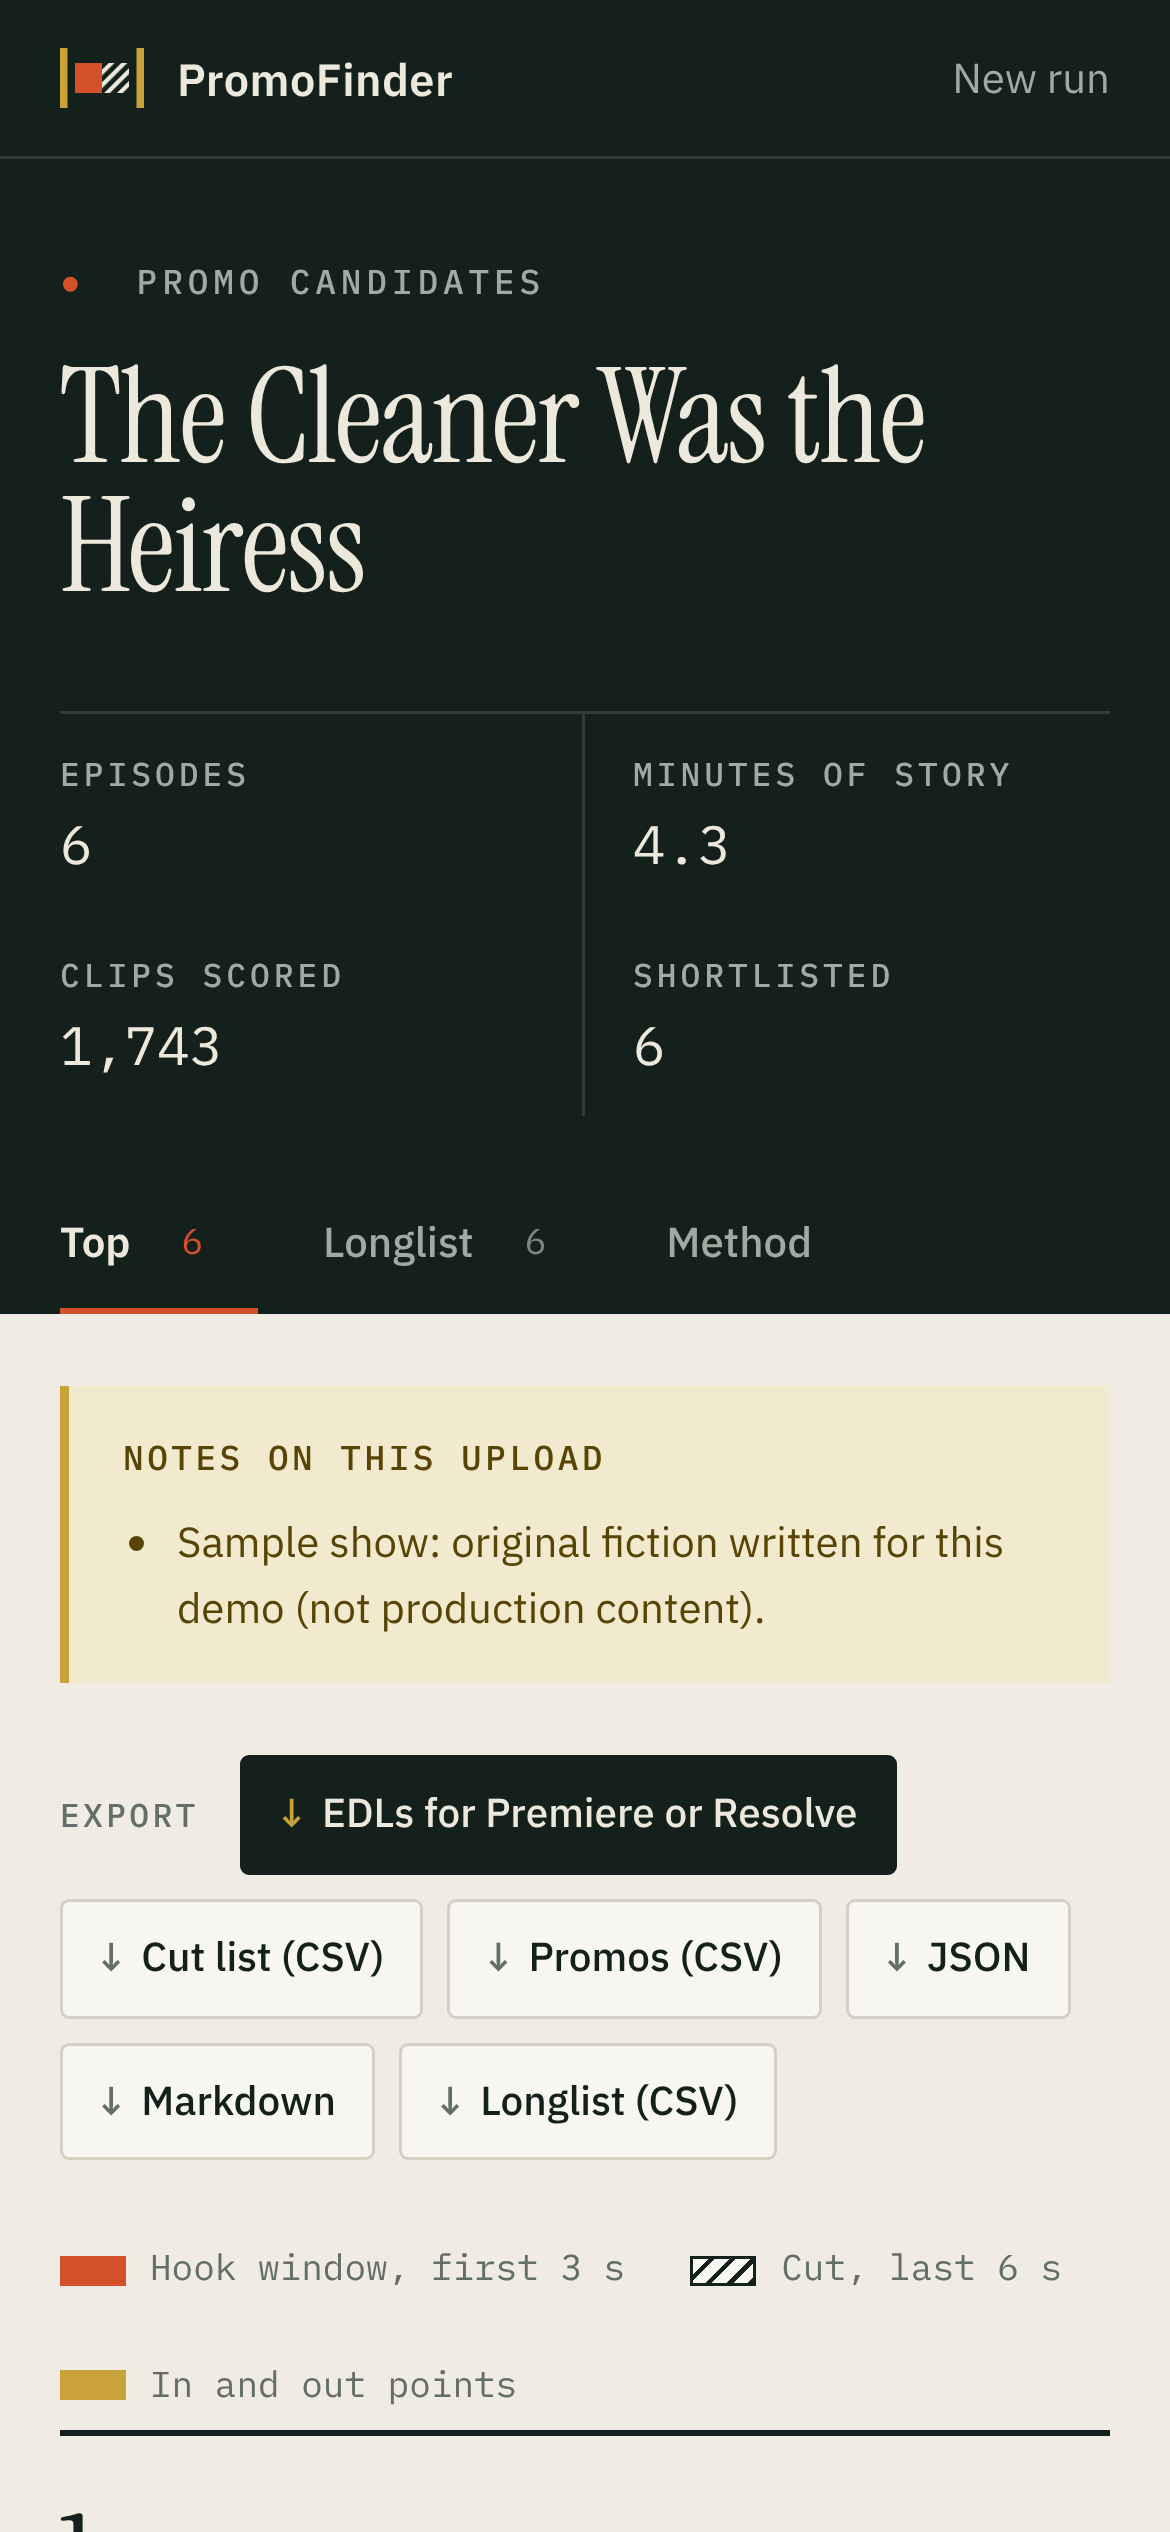 PromoFinder
New run
PROMO CANDIDATES
The Cleaner Was the
Heiress
EPISODES
6
MINUTES OF STORY
4.3
CLIPS SCORED
1,743
SHORTLISTED
6
Top 6 Longlist 6 Method
NOTES ON THIS UPLOAD
• Sample show: original fiction written for this
demo (not production content).
EXPORT ↓ EDLs for Premiere or Resolve
↓ Cut list (CSV) ↓ Promos (CSV) ↓ JSON
↓ Markdown ↓ Longlist (CSV)
Hook window, first 3 s Cut, last 6 s
In and out points